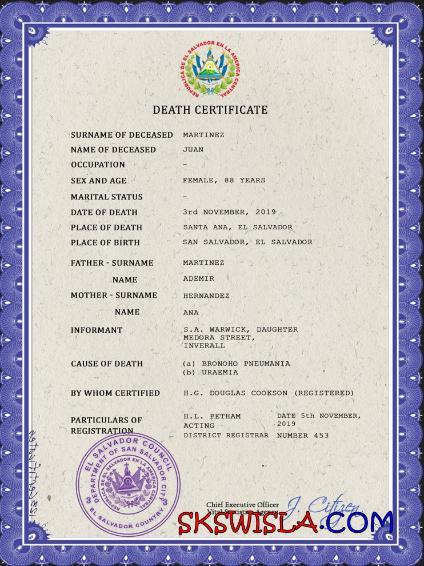 REPUBLICA DE EL SALVADOR EN LA AMERICA CENTRAL
DEATH CERTIFICATE
SURNAME OF DECEASED MARTINEZ
NAME OF DECEASED JUAN
OCCUPATION –
SEX AND AGE FEMALE, 88 YEARS
MARITAL STATUS –
DATE OF DEATH 3rd NOVEMBER, 2019
PLACE OF DEATH SANTA ANA, EL SALVADOR
PLACE OF BIRTH SAN SALVADOR, EL SALVADOR
FATHER - SURNAME MARTINEZ
NAME ADEMIR
MOTHER - SURNAME HERNANDEZ
NAME ANA
INFORMANT S.A. WARWICK, DAUGHTER
MEDORA STREET,
INVERALL
CAUSE OF DEATH (a) BRONOHO PNEUMANIA
(b) URAEMIA
BY WHOM CERTIFIED H.G. DOUGLAS COOKSON (REGISTERED)
PARTICULARS OF REGISTRATION
H.L. PETHAM
ACTING
DISTRICT REGISTRAR
DATE 5th NOVEMBER,
2019
NUMBER 453
EL SALVADOR COUNCIL
DEPARTMENT OF SAN SALVADOR CITY
EL SALVADOR COUNTRY
Chief Executive Officer
J. Citizen
SKSWISLA.COM